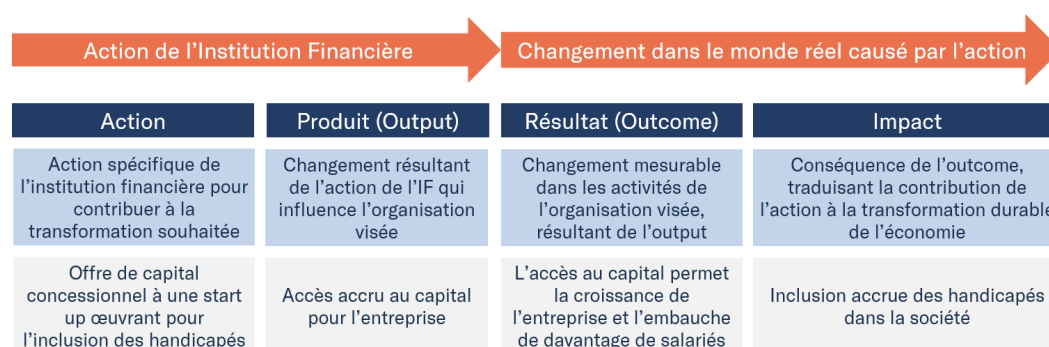 Action de l'Institution Financière
Changement dans le monde réel causé par l'action
Action
Produit (Output)
Résultat (Outcome)
Impact
Action spécifique de
l'institution financière pour
contribuer à la
transformation souhaitée
Changement résultant
de l'action de l'IF qui
influence l'organisation
visée
Changement mesurable
dans les activités de
l'organisation visée,
résultant de l'output
Conséquence de l'outcome,
traduisant la contribution de
l'action à la transformation durable
de l'économie
Offre de capital
concessionnel à une start
up œuvrant pour
l'inclusion des handicapés
Accès accru au capital
pour l'entreprise
L'accès au capital permet
la croissance de
l'entreprise et l'embauche
de davantage de salariés
Inclusion accrue des handicapés
dans la société